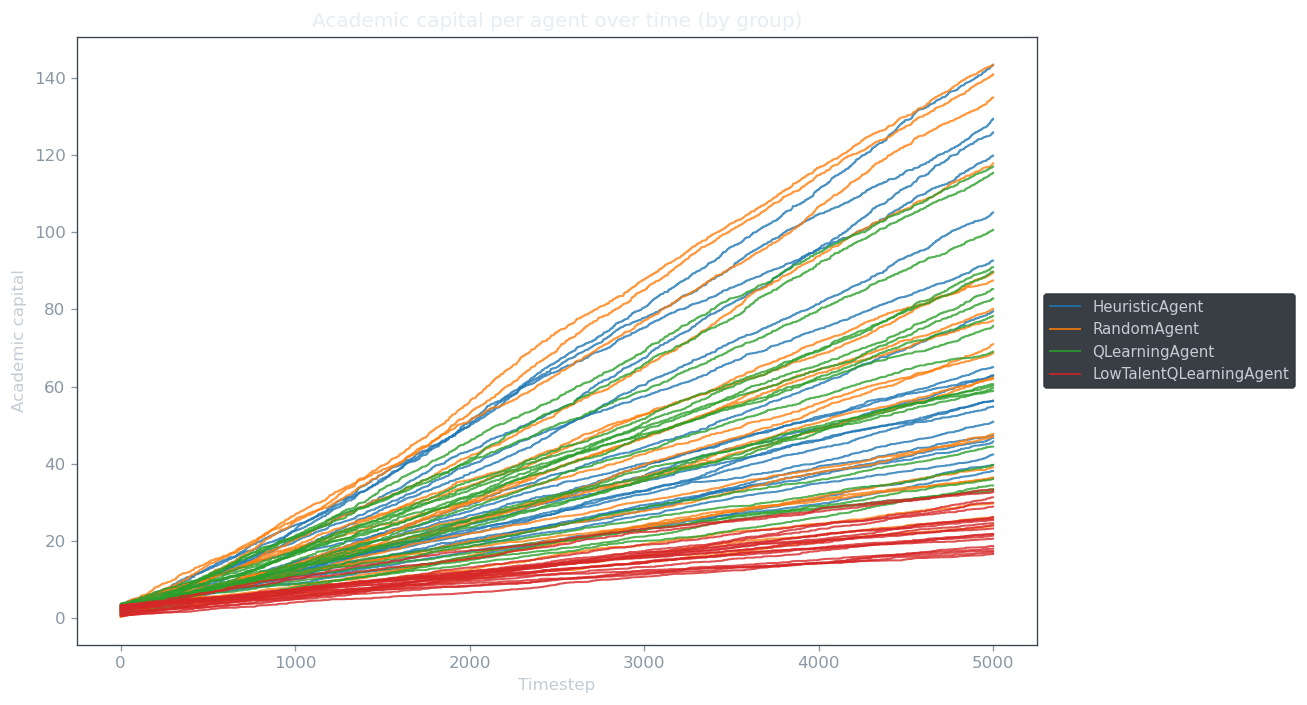 Academic capital per agent over time (by group)
Academic capital
140
120
100
80
60
40
20
0
0 1000 2000 3000 4000 5000
Timestep
HeuristicAgent
RandomAgent
QLearningAgent
LowTalentQLearningAgent